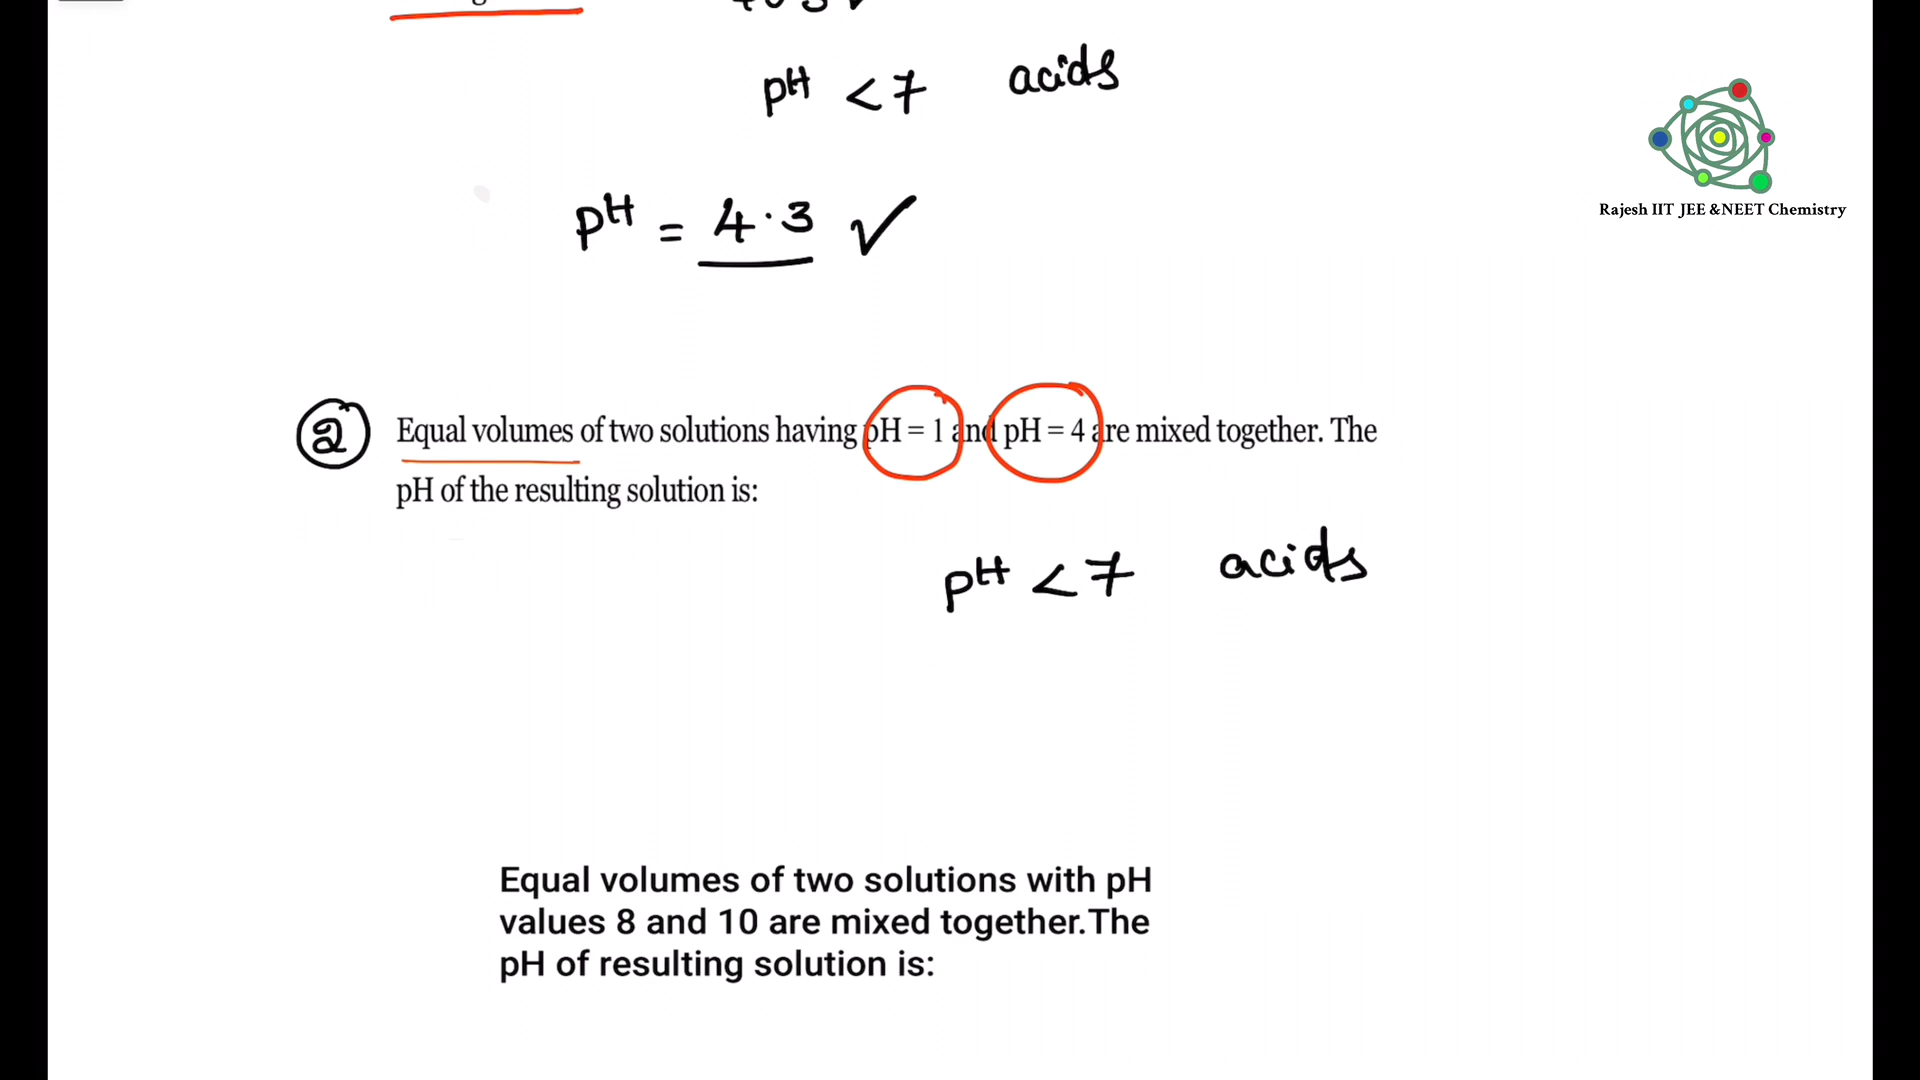 pH < 7 acids
Rajesh IIT JEE &NEET Chemistry
pH = 4.3 ✓
2 Equal volumes of two solutions having pH = 1 and pH = 4 are mixed together. The
pH of the resulting solution is:
pH < 7 acids
Equal volumes of two solutions with pH
values 8 and 10 are mixed together.The
pH of resulting solution is: